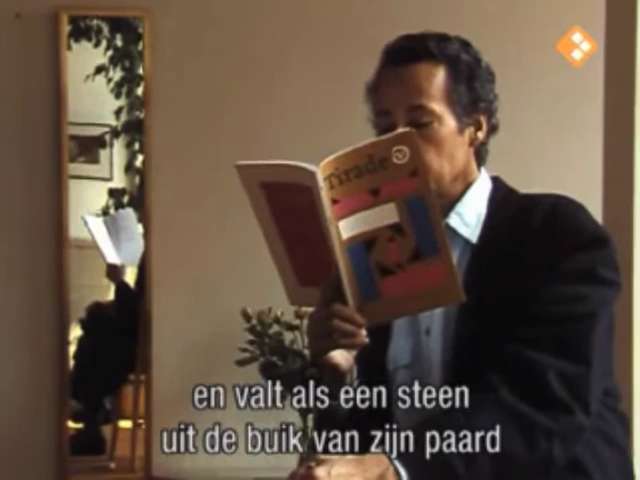 Tirade
en valt als een steen
uit de buik van zijn paard